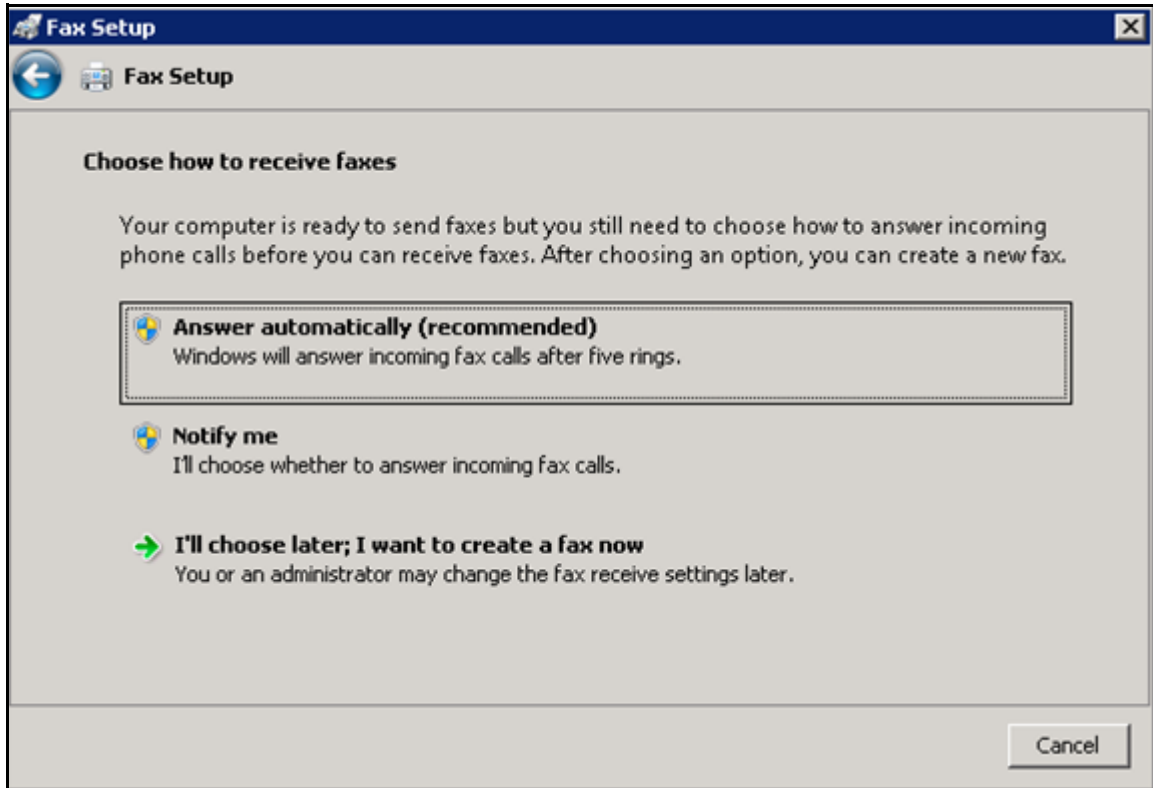 Fax Setup
Fax Setup
Choose how to receive faxes
Your computer is ready to send faxes but you still need to choose how to answer incoming
phone calls before you can receive faxes. After choosing an option, you can create a new fax.
Answer automatically (recommended)
Windows will answer incoming fax calls after five rings.
Notify me
I'll choose whether to answer incoming fax calls.
I'll choose later; I want to create a fax now
You or an administrator may change the fax receive settings later.
Cancel